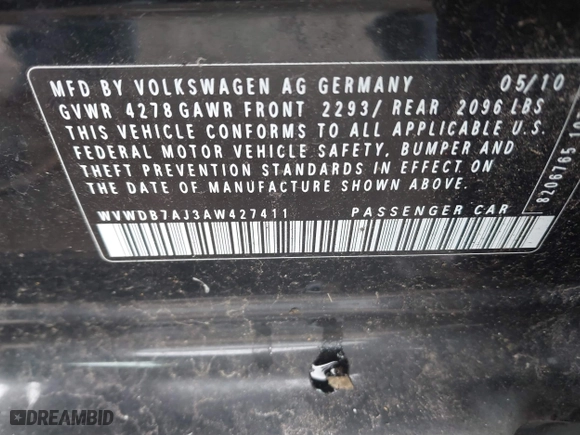 MFD BY VOLKSWAGEN AG GERMANY 05/10
GVWR 4278 GAWR FRONT 2293/ REAR 2096 LBS
THIS VEHICLE CONFORMS TO ALL APPLICABLE U.S.
FEDERAL MOTOR VEHICLE SAFETY, BUMPER AND
THEFT PREVENTION STANDARDS IN EFFECT ON
THE DATE OF MANUFACTURE SHOWN ABOVE.
WVWDB7AJ3AW427411 PASSENGER CAR
8206765
DREAMBID